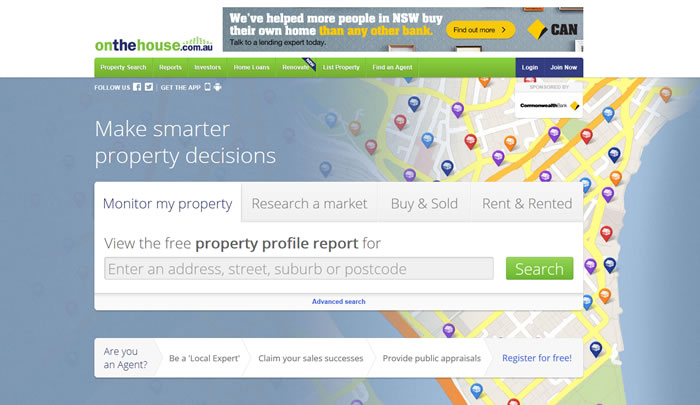 We've helped more people in NSW buy
their own home than any other bank.
Talk to a lending expert today.
Find out more
CAN
onthehouse.com.au
Property Search Reports Investors Home Loans Renovate List Property Find an Agent
Login Join Now
FOLLOW US GET THE APP
SPONSORED BY
CommonwealthBank
Make smarter
property decisions
Monitor my property Research a market Buy & Sold Rent & Rented
View the free property profile report for
Enter an address, street, suburb or postcode Search
Advanced search
Are you
an Agent?
Be a 'Local Expert' Claim your sales successes Provide public appraisals Register for free!